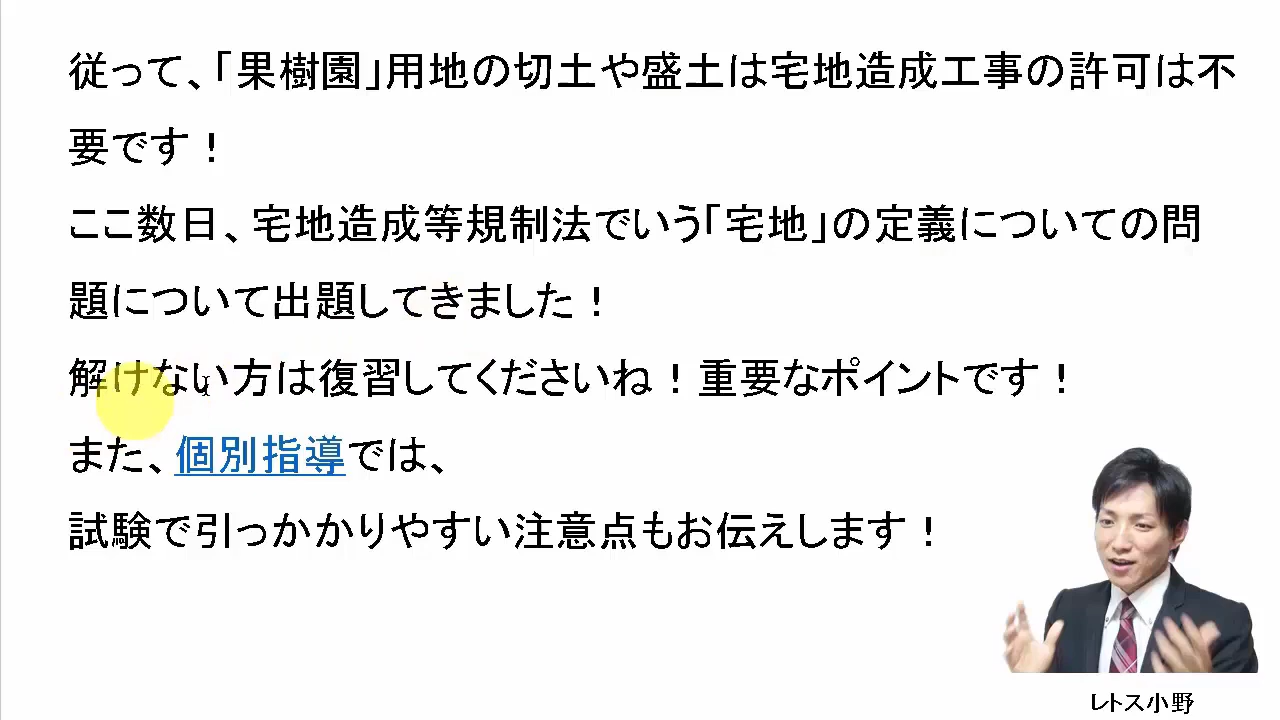 従って、「果樹園」用地の切土や盛土は宅地造成工事の許可は不
要です！
ここ数日、宅地造成等規制法でいう「宅地」の定義についての問
題について出題してきました！
解けない方は復習してくださいね！重要なポイントです！
また、個別指導では、
試験で引っかかりやすい注意点もお伝えします！
レトス小野